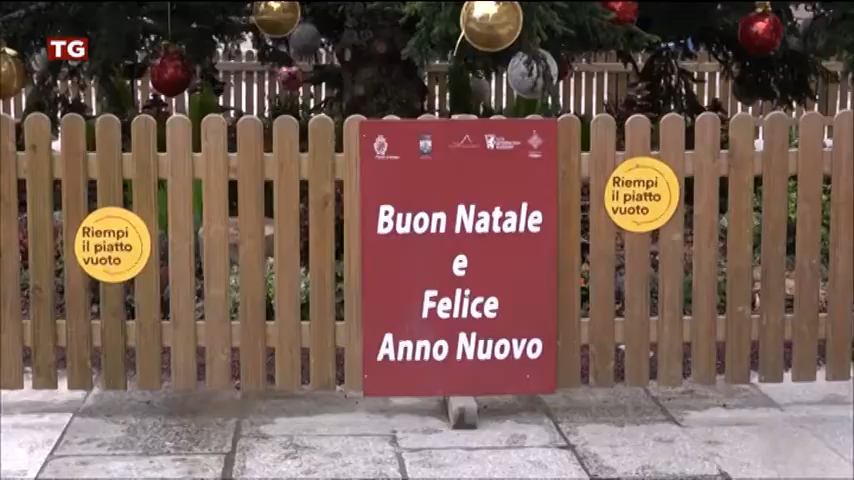 TG
Riempi
il piatto
vuoto
Buon Natale
e
Felice
Anno Nuovo
Riempi
il piatto
vuoto